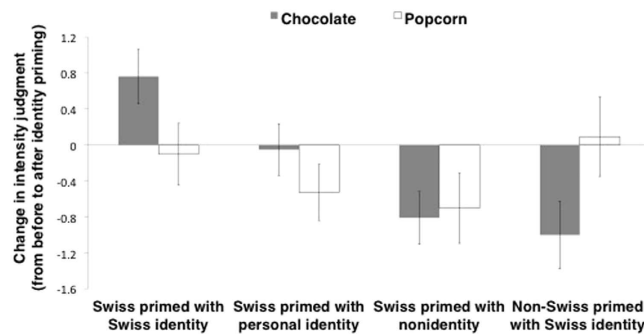 Chocolate Popcorn
Change in intensity judgment
(from before to after identity priming)
1.2
0.8
0.4
0
-0.4
-0.8
-1.2
-1.6
Swiss primed with
Swiss identity
Swiss primed with
personal identity
Swiss primed with
nonidentity
Non-Swiss primed
with Swiss identity